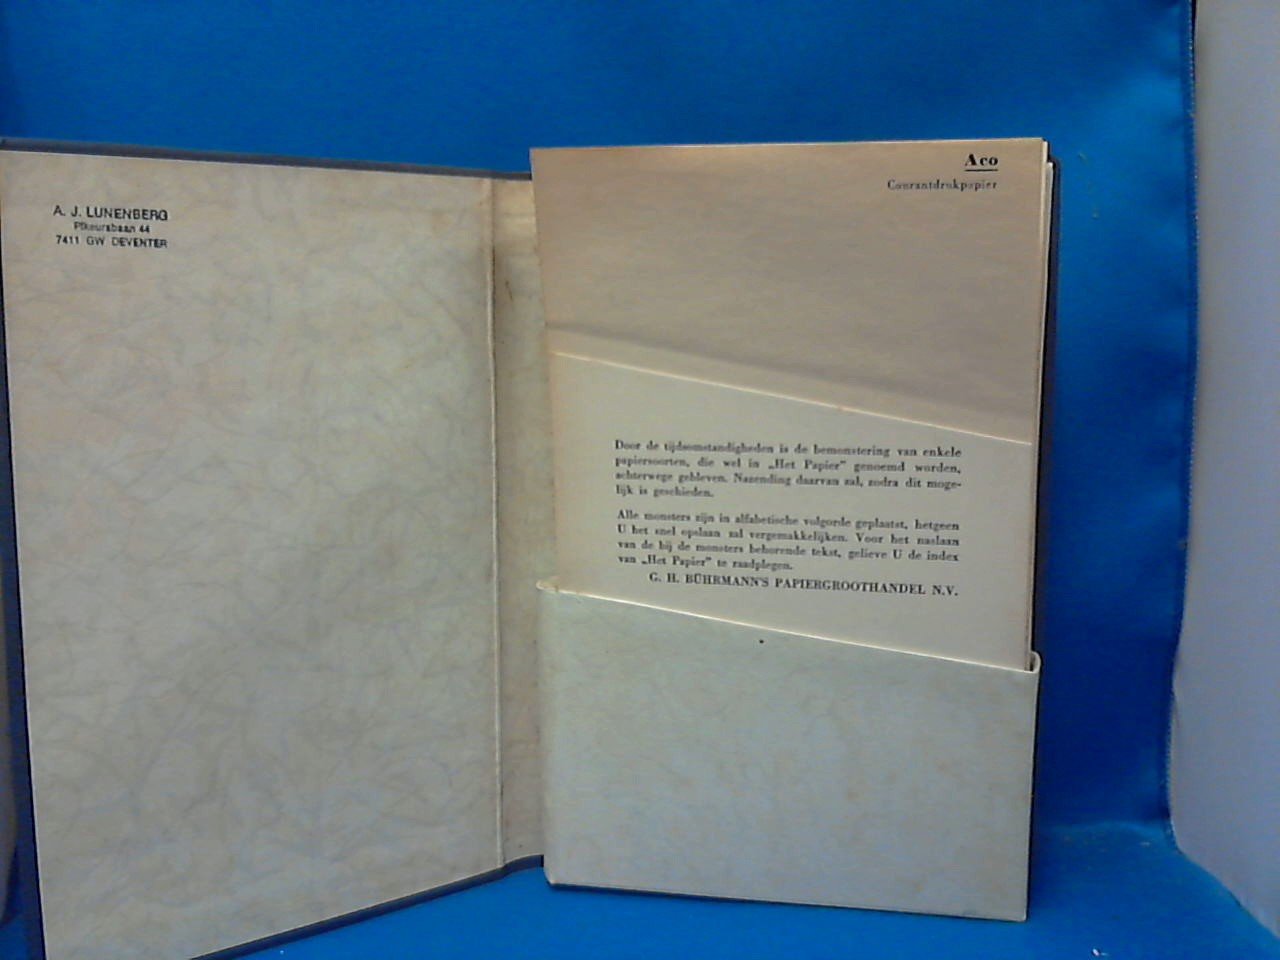 A. J. LUNENBERG
Pikeursbaan 44
7411 GW DEVENTER
Aco
Courantdrukpapier
Door de tijdsomstandigheden is de bemonstering van enkele
papiersoorten, die wel in „Het Papier” genoemd worden,
achterwege gebleven. Nazending daarvan zal, zodra dit moge-
lijk is geschieden.
Alle monsters zijn in alfabetische volgorde geplaatst, hetgeen
U het snel opslaan zal vergemakkelijken. Voor het naslaan
van de bij de monsters behorende tekst, gelieve U de index
van „Het Papier” te raadplegen.
G. H. BÜHRMANN'S PAPIERGROOTHANDEL N.V.